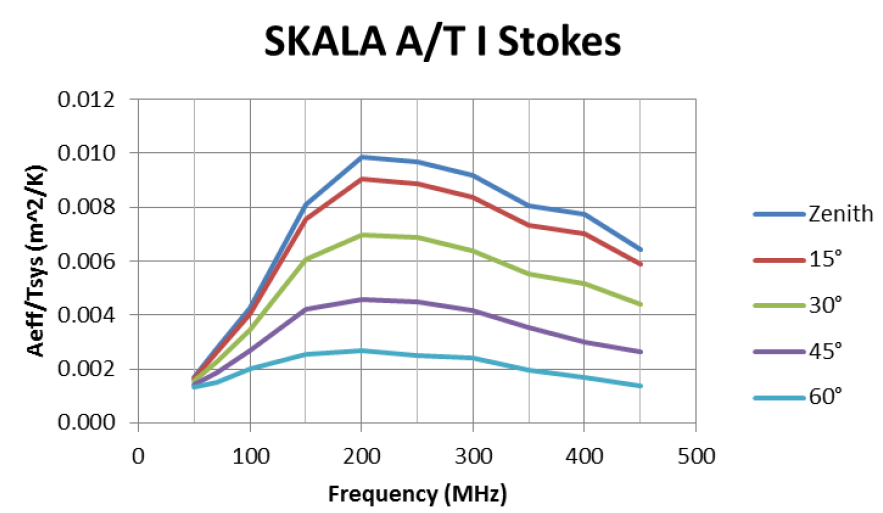 SKALA A/T I Stokes
Aeff/Tsys (m^2/K)
0.012
0.010
0.008
0.006
0.004
0.002
0.000
0 100 200 300 400 500
Frequency (MHz)
Zenith
15°
30°
45°
60°